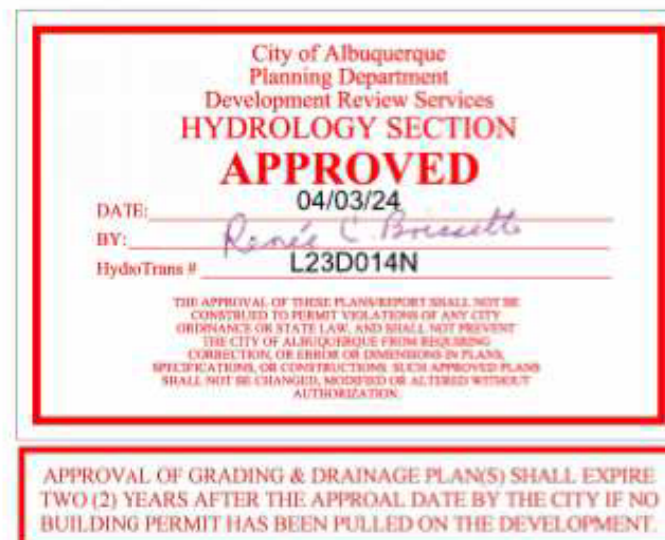 City of Albuquerque
Planning Department
Development Review Services
HYDROLOGY SECTION
APPROVED
DATE: 04/03/24
BY: Renée C. Brissette
HydroTrans # L23D014N
THE APPROVAL OF THESE PLANS/REPORT SHALL NOT BE
CONSTRUED TO PERMIT VIOLATIONS OF ANY CITY
ORDINANCE OR STATE LAW, AND SHALL NOT PREVENT
THE CITY OF ALBUQUERQUE FROM REQUIRING
CORRECTION, OR ERROR OR DIMENSIONS IN PLANS,
SPECIFICATIONS, OR CONSTRUCTIONS. SUCH APPROVED PLANS
SHALL NOT BE CHANGED, MODIFIED OR ALTERED WITHOUT
AUTHORIZATION.
APPROVAL OF GRADING & DRAINAGE PLAN(S) SHALL EXPIRE
TWO (2) YEARS AFTER THE APPROAL DATE BY THE CITY IF NO
BUILDING PERMIT HAS BEEN PULLED ON THE DEVELOPMENT.